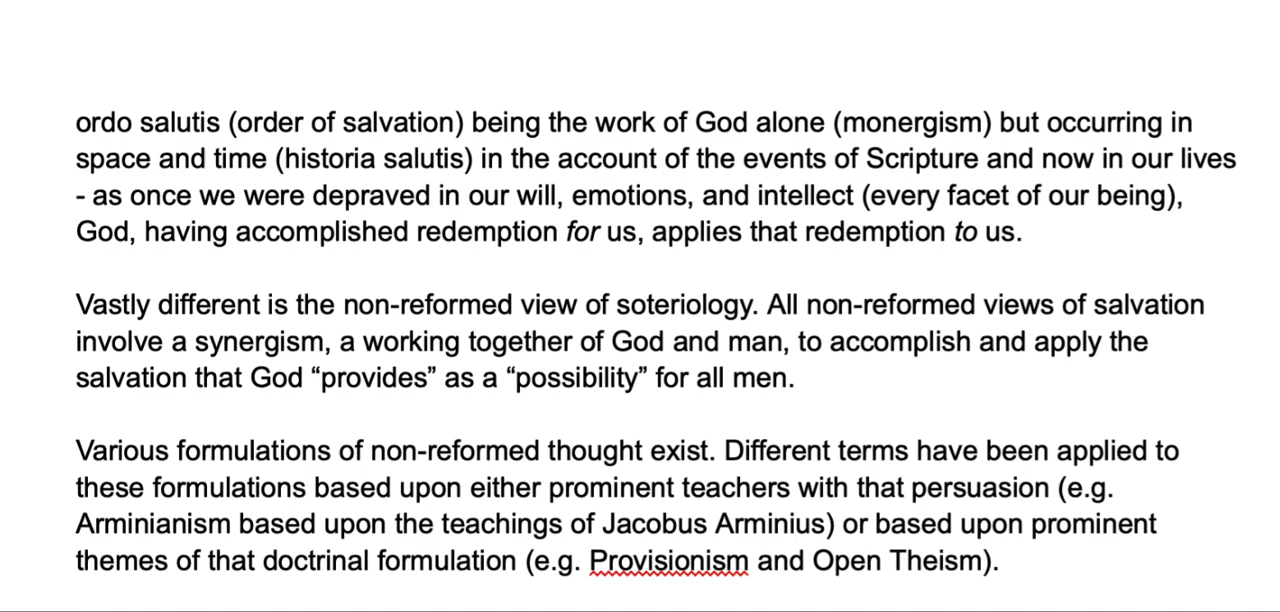 ordo salutis (order of salvation) being the work of God alone (monergism) but occurring in
space and time (historia salutis) in the account of the events of Scripture and now in our lives
- as once we were depraved in our will, emotions, and intellect (every facet of our being),
God, having accomplished redemption for us, applies that redemption to us.
Vastly different is the non-reformed view of soteriology. All non-reformed views of salvation
involve a synergism, a working together of God and man, to accomplish and apply the
salvation that God “provides” as a “possibility” for all men.
Various formulations of non-reformed thought exist. Different terms have been applied to
these formulations based upon either prominent teachers with that persuasion (e.g.
Arminianism based upon the teachings of Jacobus Arminius) or based upon prominent
themes of that doctrinal formulation (e.g. Provisionism and Open Theism).